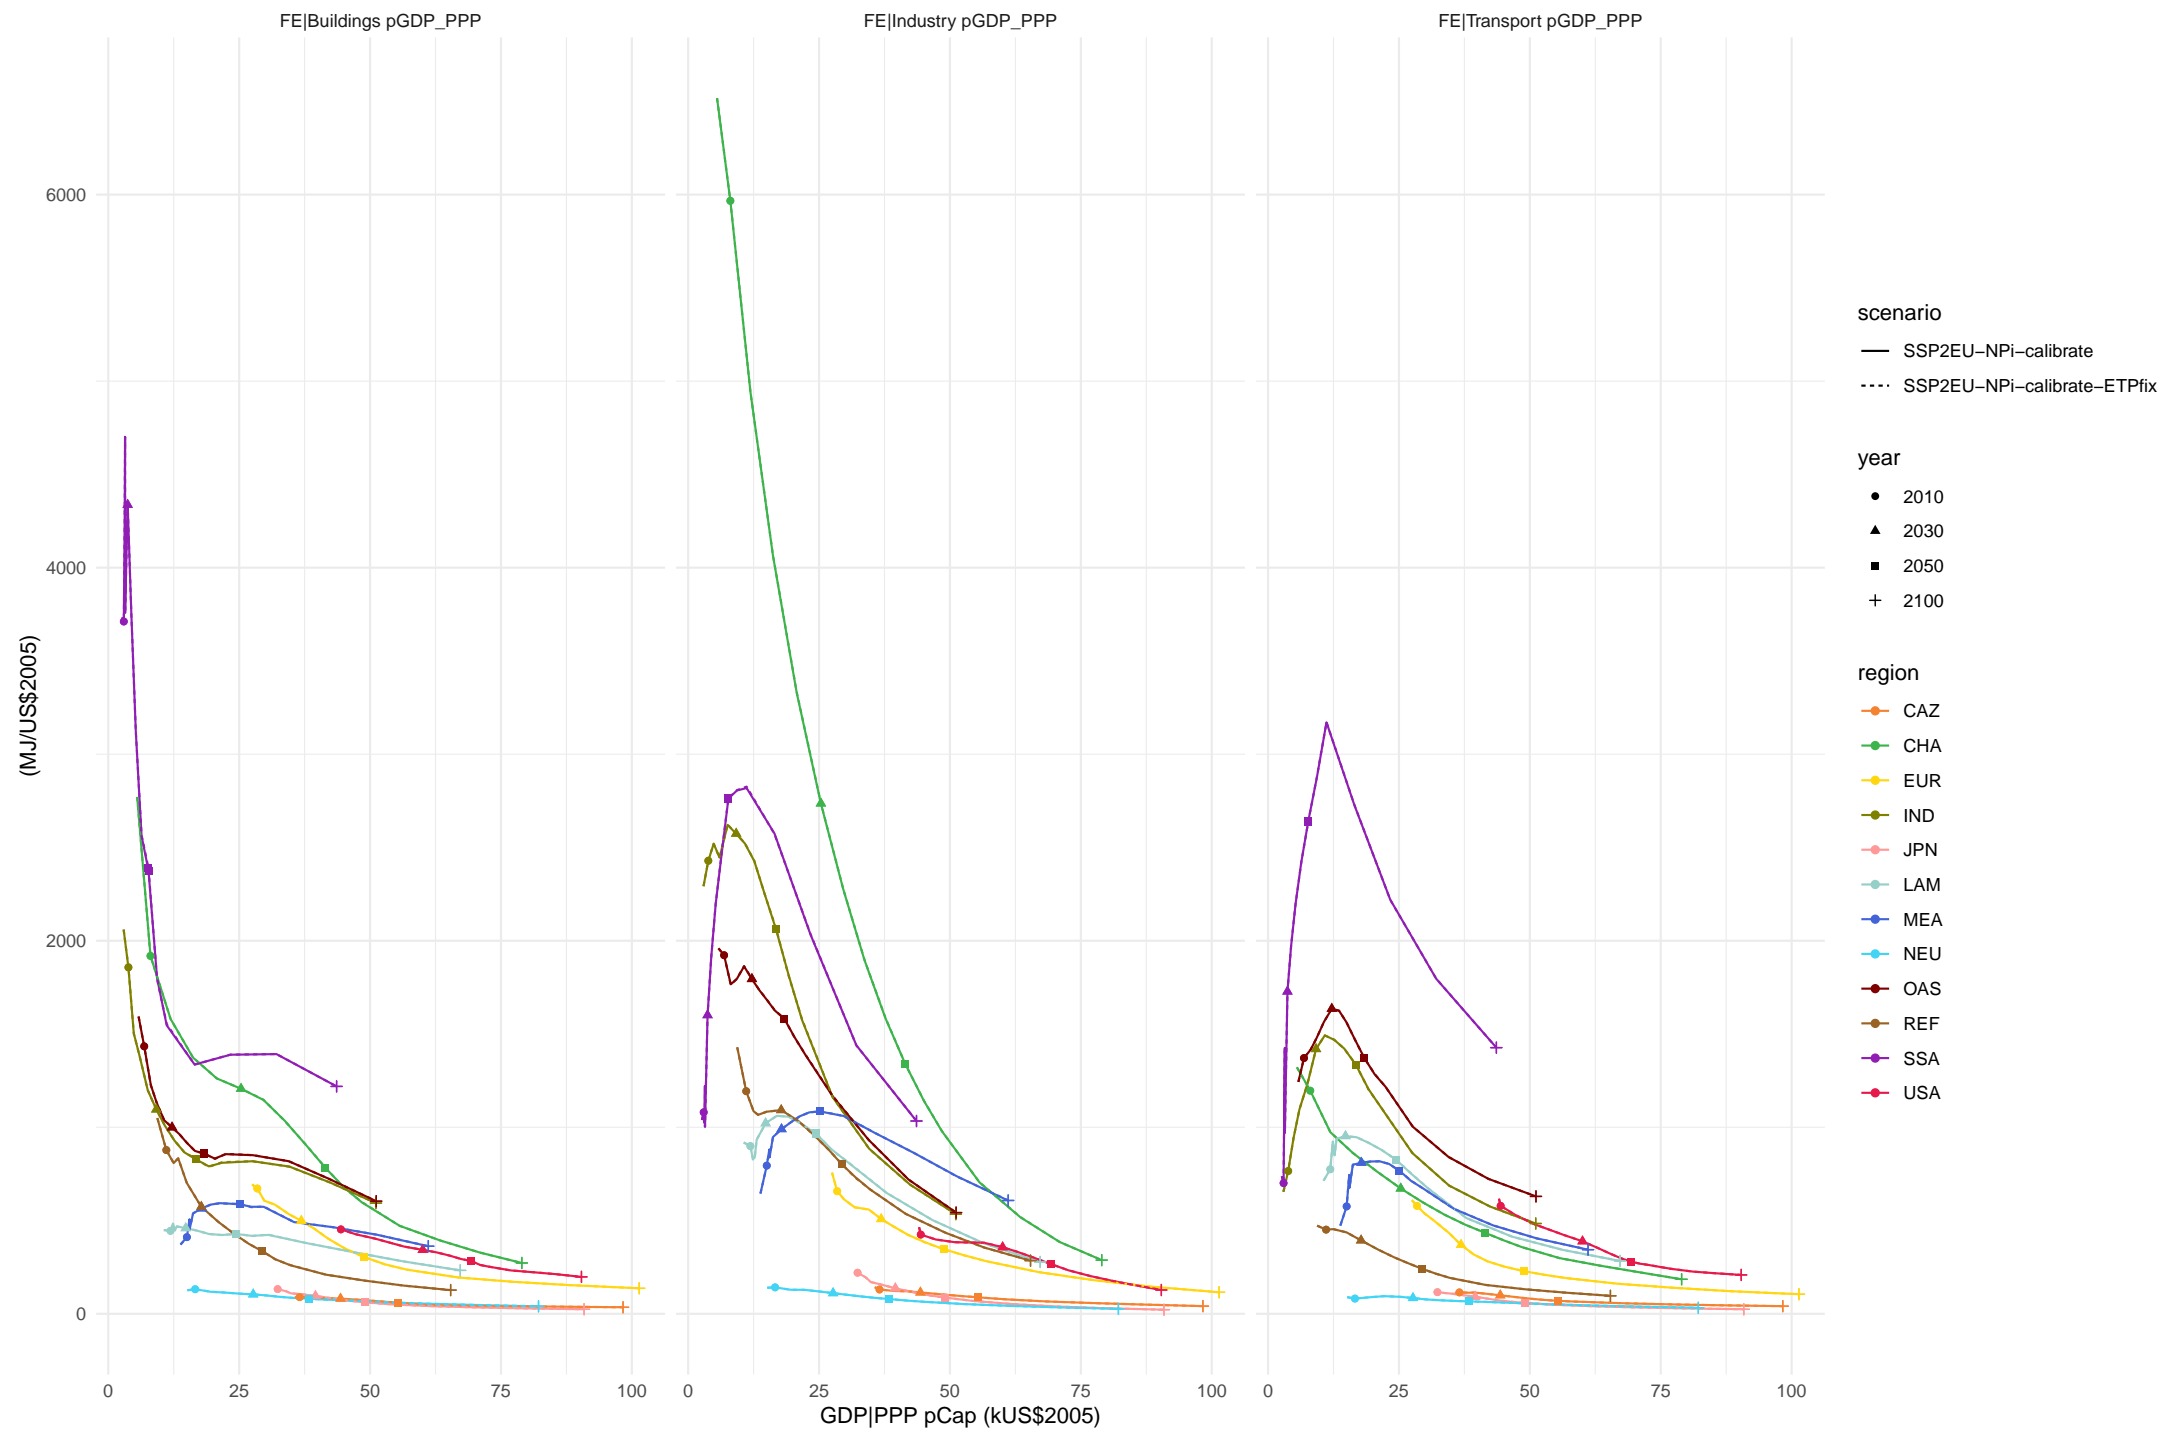 FE|Buildings pGDP_PPP
FE|Industry pGDP_PPP
FE|Transport pGDP_PPP
(MJ/US$2005)
6000
4000
2000
0
0 25 50 75 100
0 25 50 75 100
0 25 50 75 100
GDP|PPP pCap (kUS$2005)
scenario
SSP2EU−NPi−calibrate
SSP2EU−NPi−calibrate−ETPfix
year
2010
2030
2050
2100
region
CAZ
CHA
EUR
IND
JPN
LAM
MEA
NEU
OAS
REF
SSA
USA